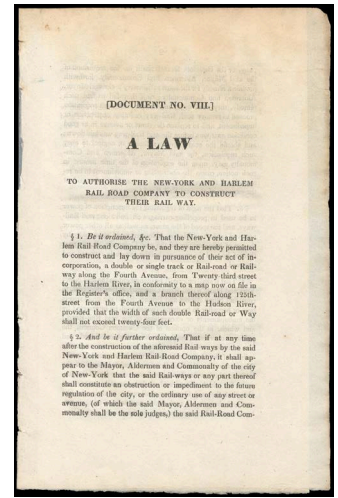 [DOCUMENT NO. VIII.]
A LAW
TO AUTHORISE THE NEW-YORK AND HARLEM
RAIL ROAD COMPANY TO CONSTRUCT
THEIR RAIL WAY.
§ 1. Be it ordained, &c. That the New-York and Har-
lem Rail Road Company be, and they are hereby permitted
to construct and lay down in pursuance of their act of in-
corporation, a double or single track or Rail-road or Rail-
way along the Fourth Avenue, from Twenty third street
to the Harlem River, in conformity to a map now on file in
the Register's office, and a branch thereof along 125th-
street from the Fourth Avenue to the Hudson River,
provided that the width of such double Rail-road or Way
shall not exceed twenty-four feet.
§ 2. And be it further ordained, That if at any time
after the construction of the aforesaid Rail ways by the said
New-York and Harlem Rail-Road Company, it shall ap-
pear to the Mayor, Aldermen and Commonalty of the city
of New-York that the said Rail-ways or any part thereof
shall constitute an obstruction or impediment to the future
regulation of the city, or the ordinary use of any street or
avenue, (of which the said Mayor, Aldermen and Com-
monalty shall be the sole judges,) the said Rail-Road Com-